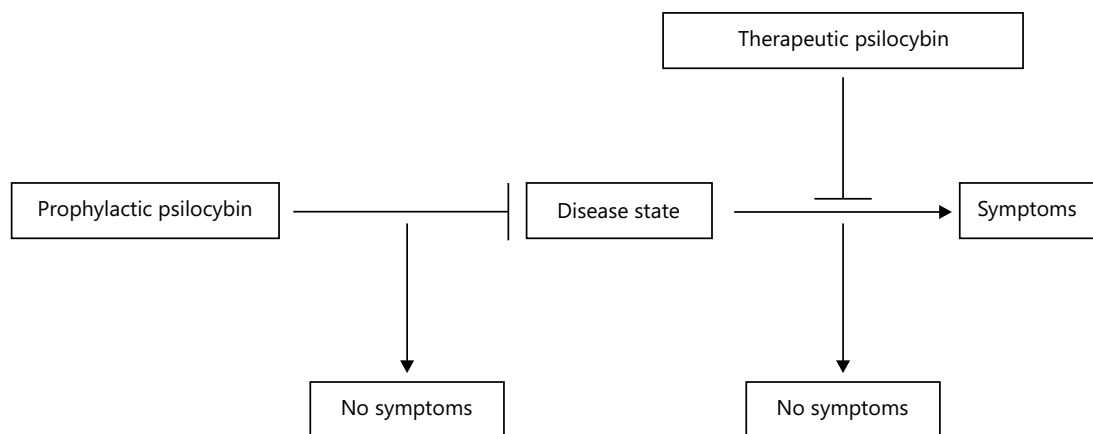 Therapeutic psilocybin
Prophylactic psilocybin
Disease state
Symptoms
No symptoms
No symptoms